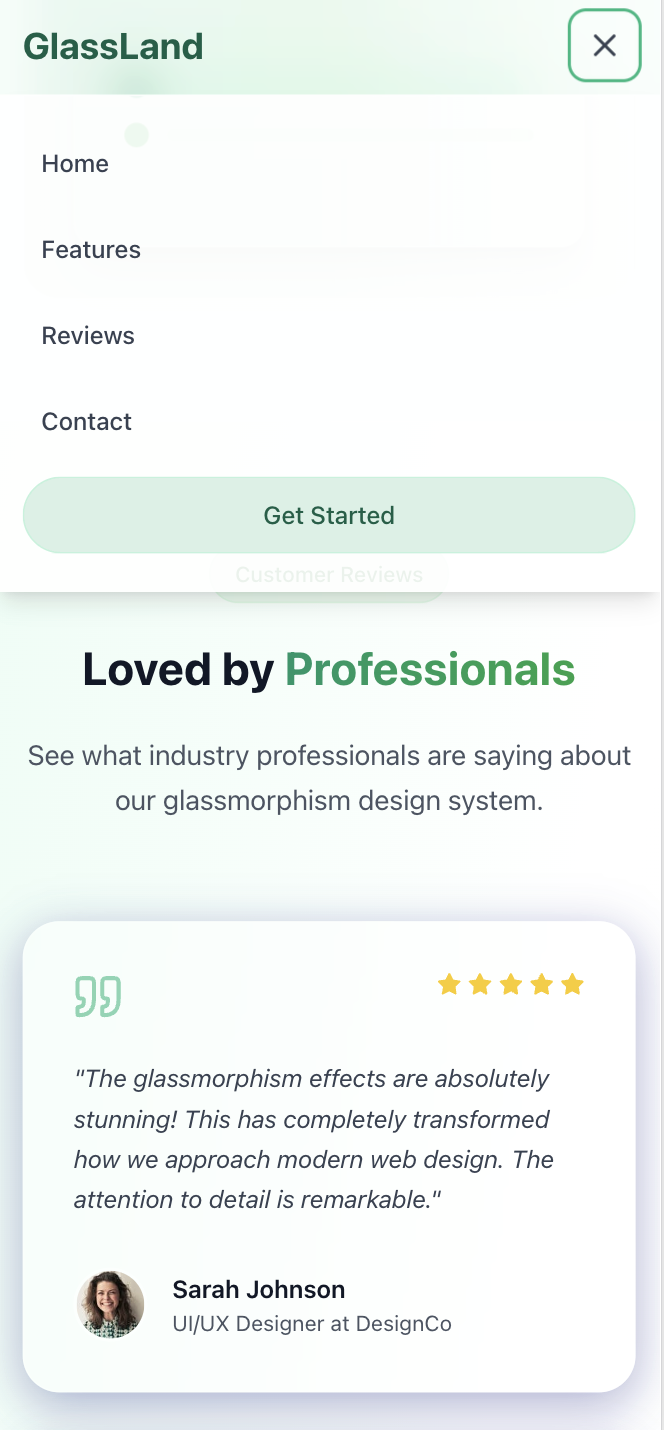 GlassLand
Home
Features
Reviews
Contact
Get Started
Customer Reviews
Loved by Professionals
See what industry professionals are saying about
our glassmorphism design system.
"The glassmorphism effects are absolutely
stunning! This has completely transformed
how we approach modern web design. The
attention to detail is remarkable."
Sarah Johnson
UI/UX Designer at DesignCo